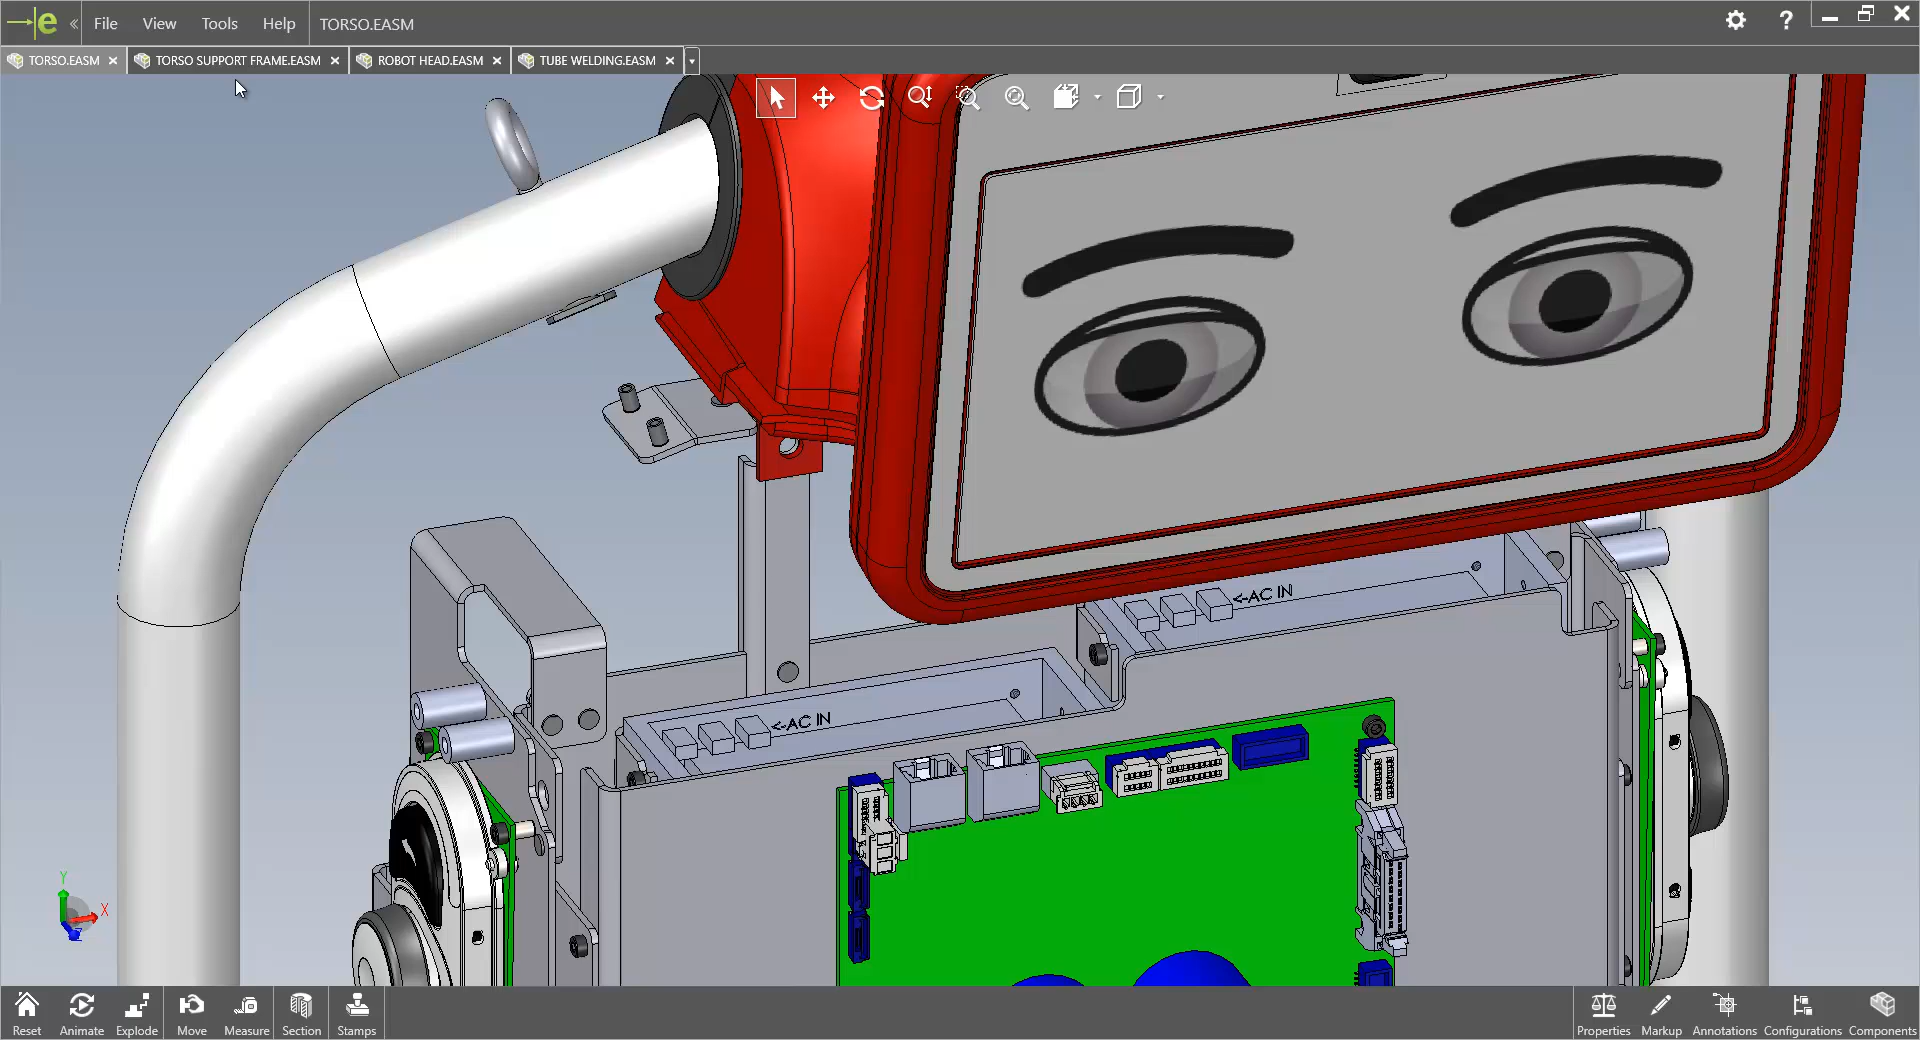 e « File View Tools Help TORSO.EASM ?
TORSO.EASM × TORSO SUPPORT FRAME.EASM × ROBOT HEAD.EASM × TUBE WELDING.EASM ×
<-AC IN
<-AC IN
Y
X
Z
Reset Animate Explode Move Measure Section Stamps Properties Markup Annotations Configurations Components